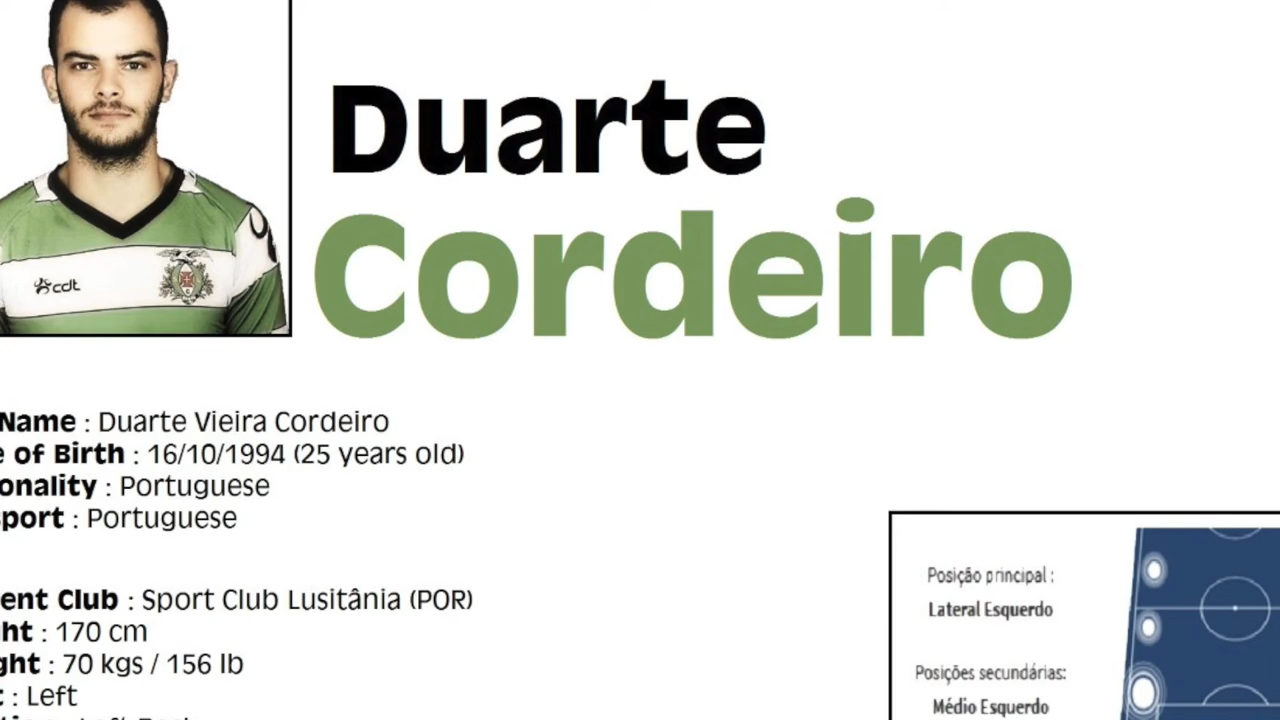 Duarte
Cordeiro
cdt
Name : Duarte Vieira Cordeiro
of Birth : 16/10/1994 (25 years old)
onality : Portuguese
port : Portuguese
ent Club : Sport Club Lusitânia (POR)
ht : 170 cm
ght : 70 kgs / 156 lb
: Left
Posição principal :
Lateral Esquerdo
Posições secundárias:
Médio Esquerdo